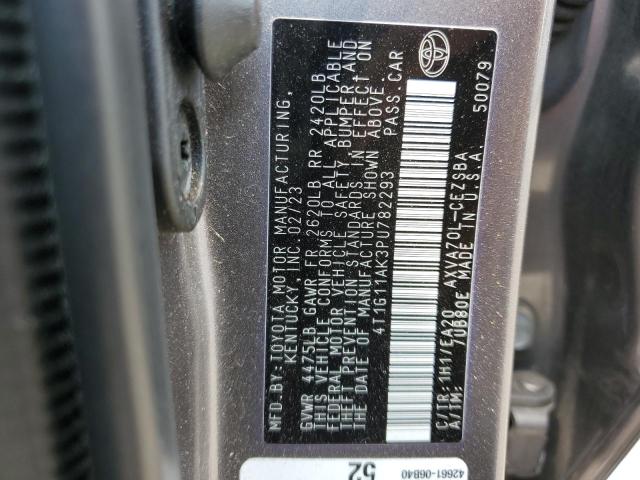 MFD.BY:TOYOTA MOTOR MANUFACTURING,
KENTUCKY, INC 02/23
GVWR 4475LB GAWR FR 2620LB RR 2420LB
THIS VEHICLE CONFORMS TO ALL APPLICABLE
FEDERAL MOTOR VEHICLE SAFETY, BUMPER AND
THEFT PREVENTION STANDARDS IN EFFECT ON
THE DATE OF MANUFACTURE SHOWN ABOVE
4T1G11AK3PU782293 PASS.CAR
C/TR:1H1/EA20 AXVA70L-CEZSBA
A/TM: /UB80E MADE IN U.S.A. 50079
42661-06B40
52